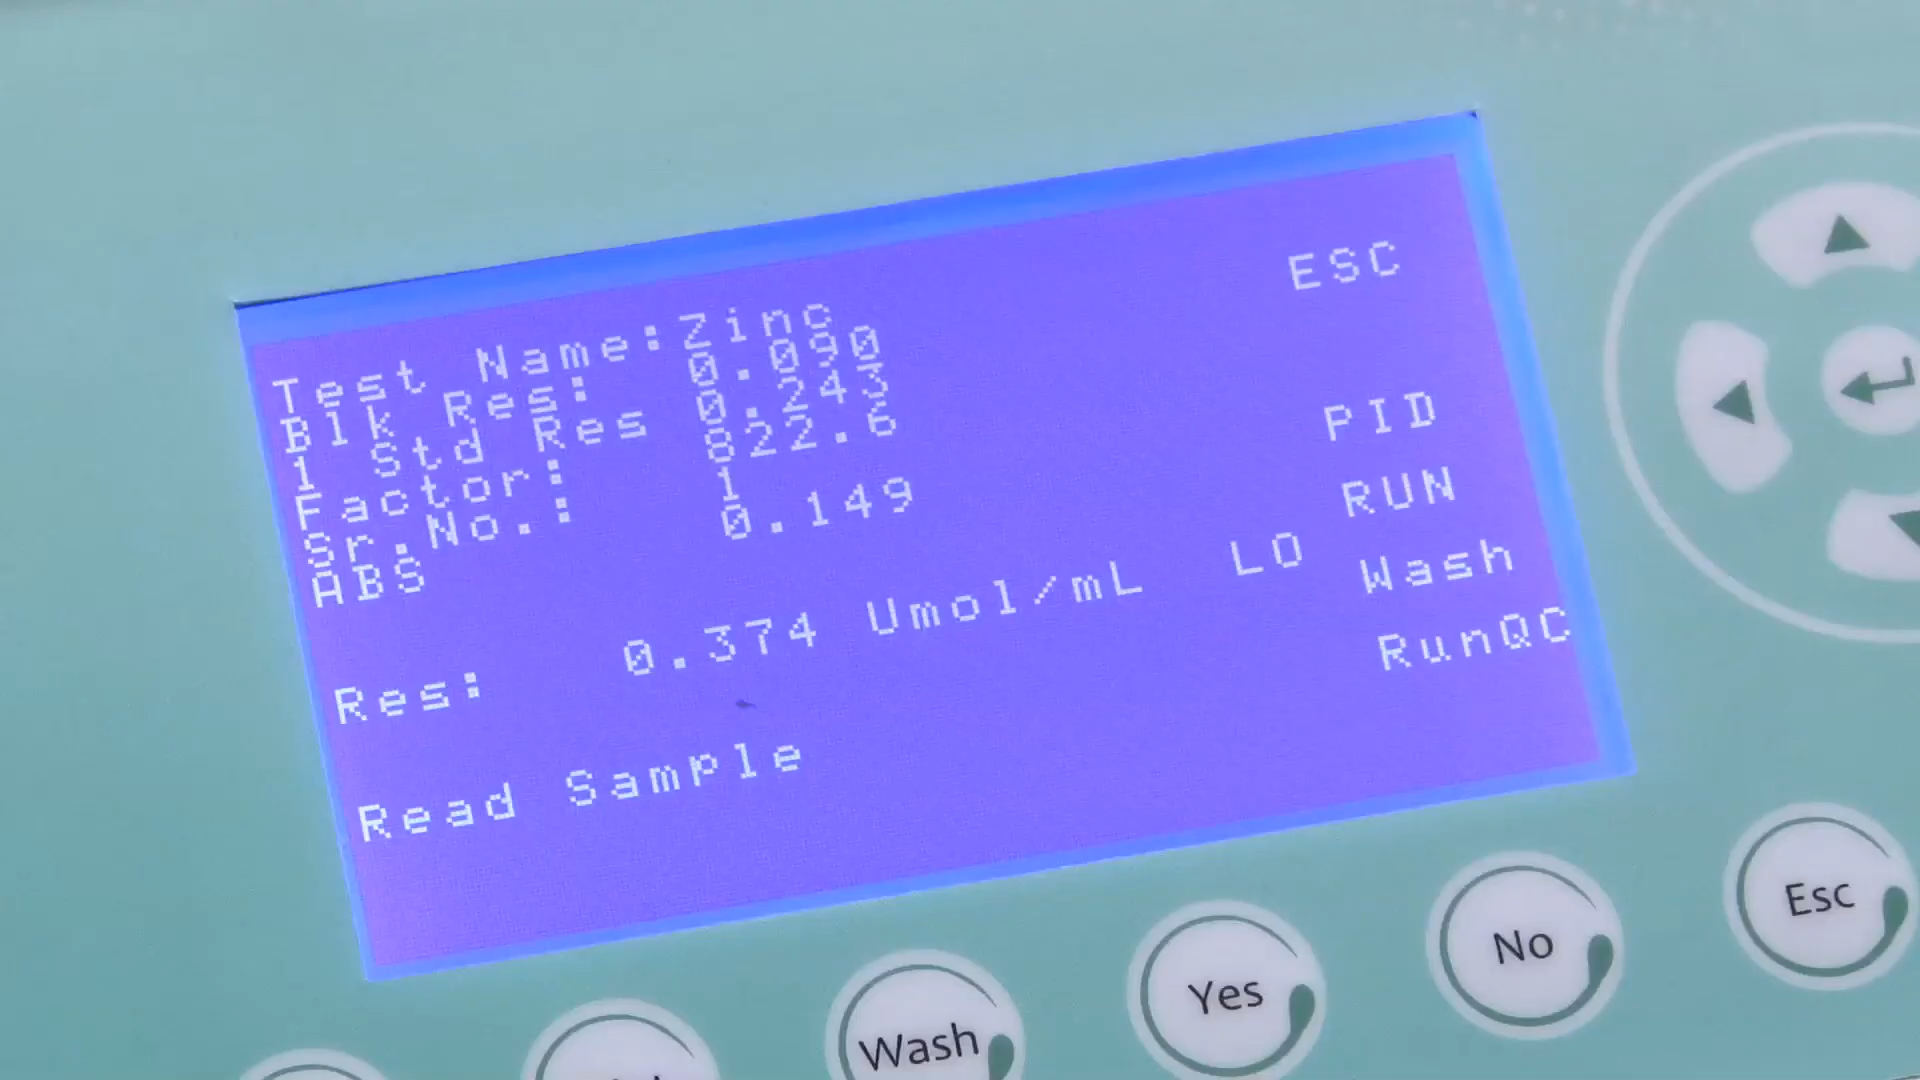 ESC
Test Name:Zinc
Blk Res: 0.090
1 Std Res 0.243
Factor: 822.6
Sr.No.: 1
ABS 0.149
PID
RUN
Res: 0.374 Umol/mL LO
Wash
RunQC
Read Sample
Wash
Yes
No
Esc